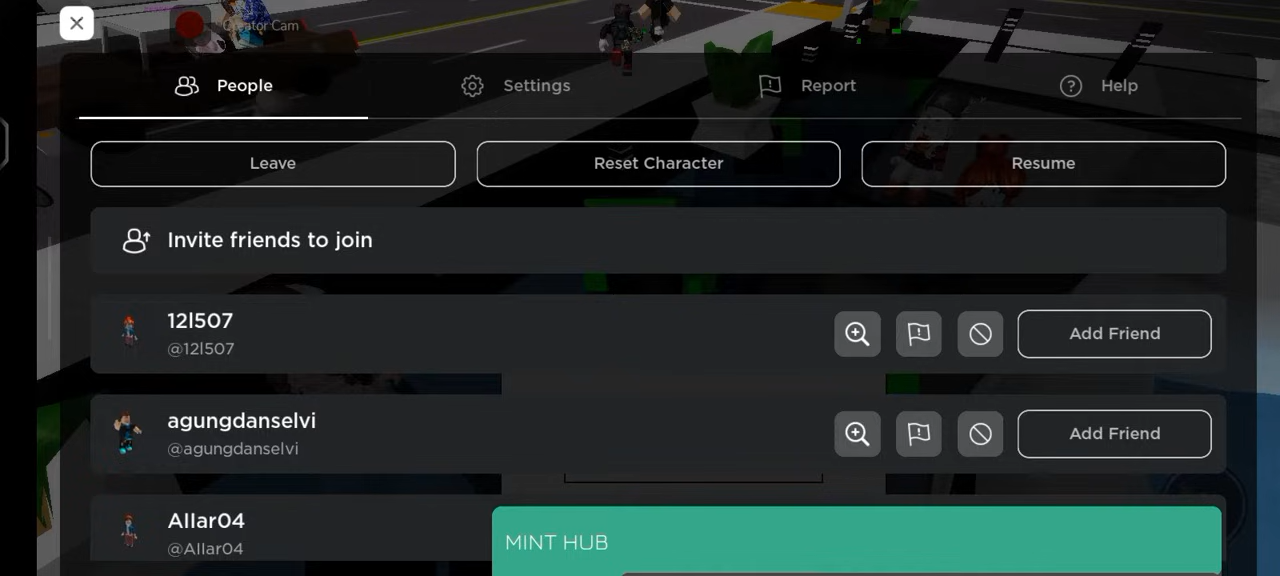 Creator Cam
People
Settings
Report
Help
Leave
Reset Character
Resume
Invite friends to join
12l507
@12l507
Add Friend
agungdanselvi
@agungdanselvi
Add Friend
Allar04
@Allar04
MINT HUB